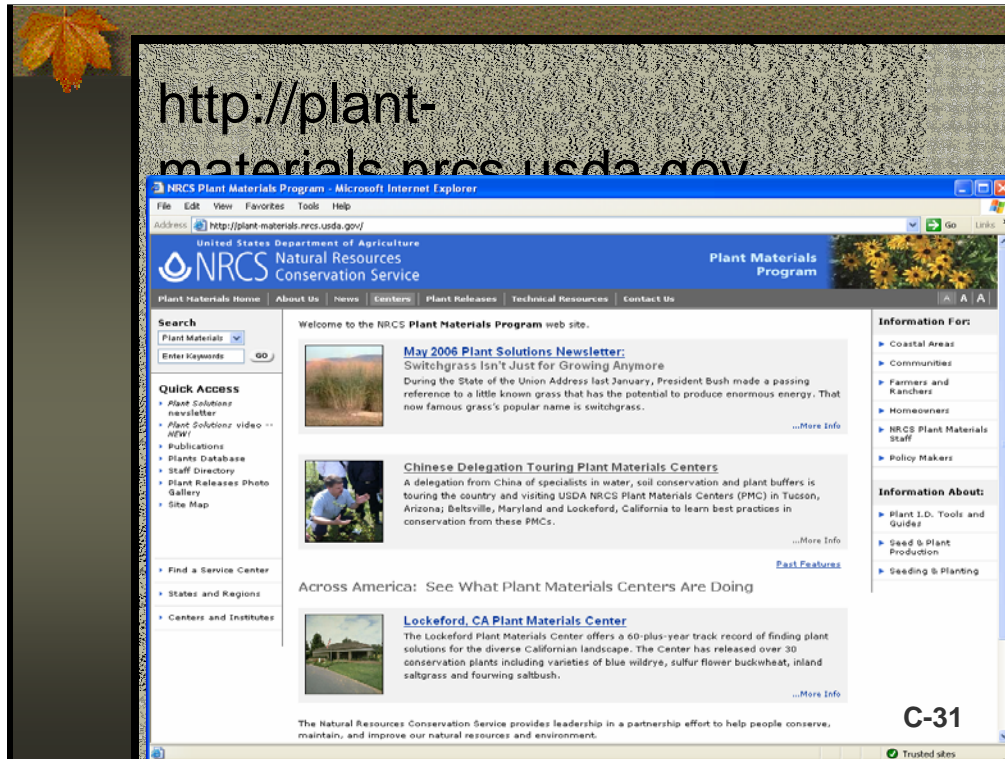 http://plant-
materials.nrcs.usda.gov
NRCS Plant Materials Program - Microsoft Internet Explorer
File Edit View Favorites Tools Help
Address http://plant-materials.nrcs.usda.gov/ Go Links
United States Department of Agriculture
NRCS Natural Resources
Conservation Service
Plant Materials
Program
Plant Materials Home About Us News Centers Plant Releases Technical Resources Contact Us A A A
Search
Plant Materials
Enter Keywords GO
Quick Access
Plant Solutions
newsletter
Plant Solutions video --
NEW!
Publications
Plants Database
Staff Directory
Plant Releases Photo
Gallery
Site Map
Find a Service Center
States and Regions
Centers and Institutes
Welcome to the NRCS Plant Materials Program web site.
May 2006 Plant Solutions Newsletter:
Switchgrass Isn't Just for Growing Anymore
During the State of the Union Address last January, President Bush made a passing
reference to a little known grass that has the potential to produce enormous energy. That
now famous grass's popular name is switchgrass.
...More Info
Chinese Delegation Touring Plant Materials Centers
A delegation from China of specialists in water, soil conservation and plant buffers is
touring the country and visiting USDA NRCS Plant Materials Centers (PMC) in Tucson,
Arizona; Beltsville, Maryland and Lockeford, California to learn best practices in
conservation from these PMCs.
...More Info
Past Features
Across America: See What Plant Materials Centers Are Doing
Lockeford, CA Plant Materials Center
The Lockeford Plant Materials Center offers a 60-plus-year track record of finding plant
solutions for the diverse Californian landscape. The Center has released over 30
conservation plants including varieties of blue wildrye, sulfur flower buckwheat, inland
saltgrass and fourwing saltbush.
...More Info
The Natural Resources Conservation Service provides leadership in a partnership effort to help people conserve,
maintain, and improve our natural resources and environment.
Information For:
Coastal Areas
Communities
Farmers and
Ranchers
Homeowners
NRCS Plant Materials
Staff
Policy Makers
Information About:
Plant I.D. Tools and
Guides
Seed & Plant
Production
Seeding & Planting
C-31
Trusted sites